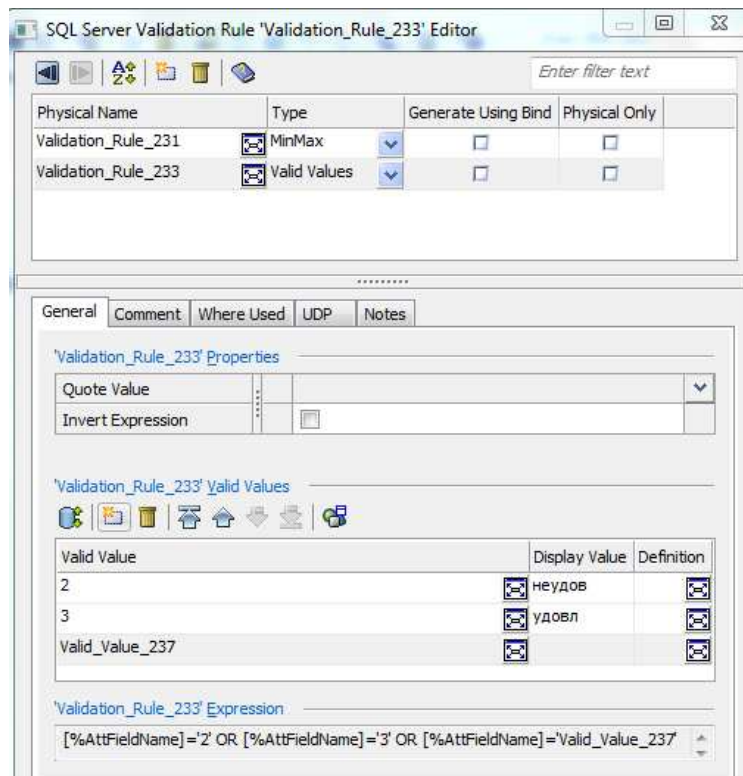 SQL Server Validation Rule 'Validation_Rule_233' Editor
Enter filter text
Physical Name Type Generate Using Bind Physical Only
Validation_Rule_231 MinMax
Validation_Rule_233 Valid Values
General Comment Where Used UDP Notes
'Validation_Rule_233' Properties
Quote Value
Invert Expression
'Validation_Rule_233' Valid Values
Valid Value Display Value Definition
2 неудов
3 удовл
Valid_Value_237
'Validation_Rule_233' Expression
[%AttFieldName]='2' OR [%AttFieldName]='3' OR [%AttFieldName]='Valid_Value_237'